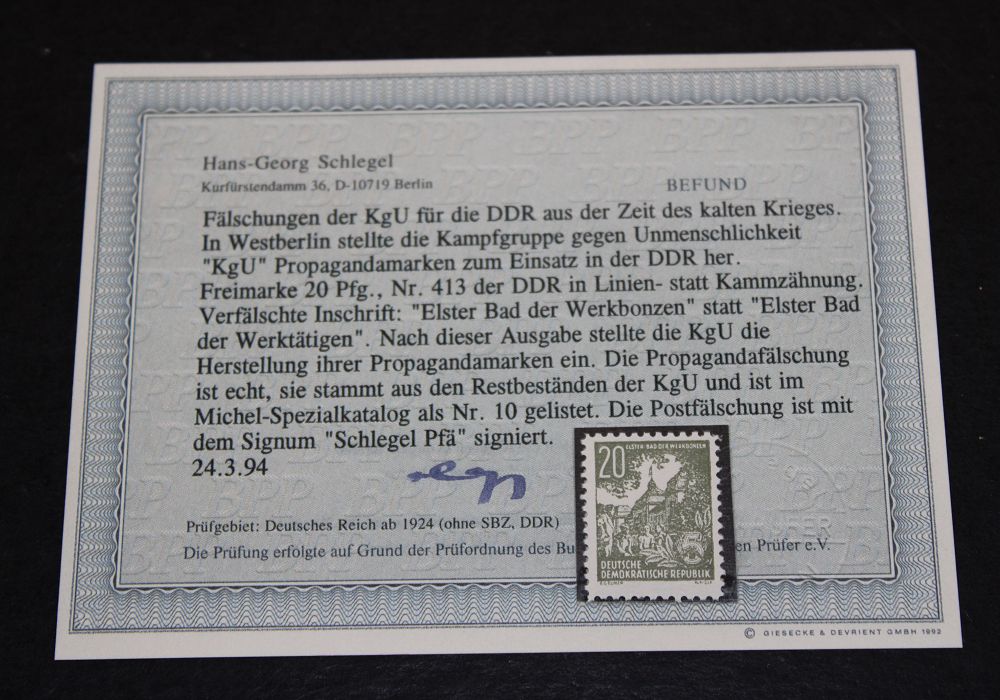 Hans-Georg Schlegel
Kurfürstendamm 36, D-10719 Berlin
BEFUND
Fälschungen der KgU für die DDR aus der Zeit des kalten Krieges.
In Westberlin stellte die Kampfgruppe gegen Unmenschlichkeit
"KgU" Propagandamarken zum Einsatz in der DDR her.
Freimarke 20 Pfg., Nr. 413 der DDR in Linien- statt Kammzähnung.
Verfälschte Inschrift: "Elster Bad der Werkbonzen" statt "Elster Bad
der Werktätigen". Nach dieser Ausgabe stellte die KgU die
Herstellung ihrer Propagandamarken ein. Die Propagandafälschung
ist echt, sie stammt aus den Restbeständen der KgU und ist im
Michel-Spezialkatalog als Nr. 10 gelistet. Die Postfälschung ist mit
dem Signum "Schlegel Pfä" signiert.
24.3.94
Prüfgebiet: Deutsches Reich ab 1924 (ohne SBZ, DDR)
Die Prüfung erfolgte auf Grund der Prüfordnung des Bu
en Prüfer e.V.
ELSTER BAD DER WERKBONZEN
20
5
DEUTSCHE
DEMOKRATISCHE REPUBLIK
© GIESECKE & DEVRIENT GMBH 1992
BPP